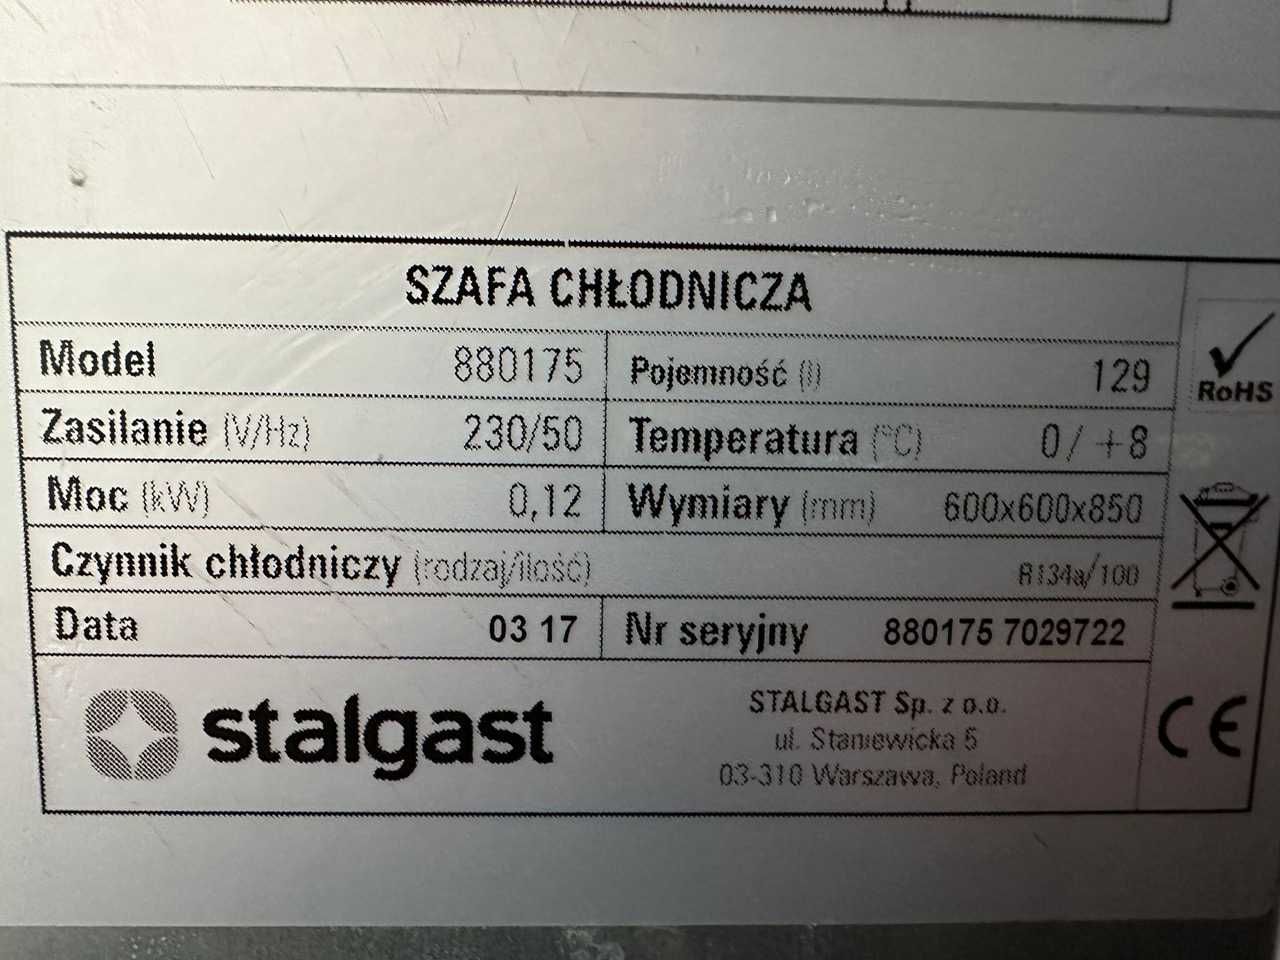 SZAFA CHŁODNICZA
Model 880175 Pojemność (l) 129
Zasilanie (V/Hz) 230/50 Temperatura (°C) 0/ +8
Moc (kW) 0,12 Wymiary (mm) 600x600x850
Czynnik chłodniczy (rodzaj/ilość) R134a/100
Data 03 17 Nr seryjny 880175 7029722
stalgast
STALGAST Sp. z o.o.
ul. Staniewicka 5
03-310 Warszawa, Poland
RoHS
CE